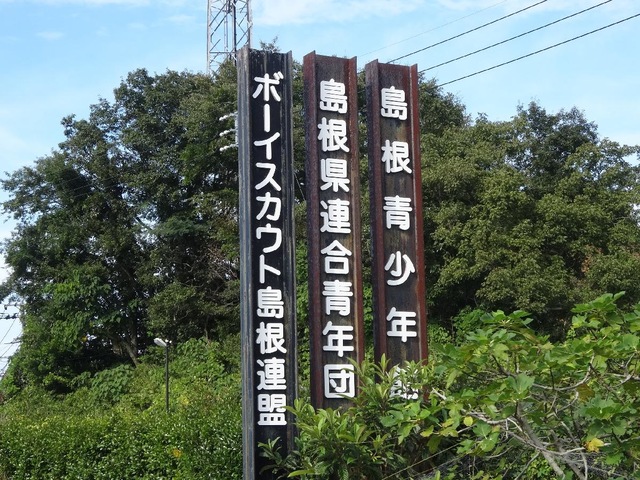 島根青少年館
島根県連合青年団
ボーイスカウト島根連盟